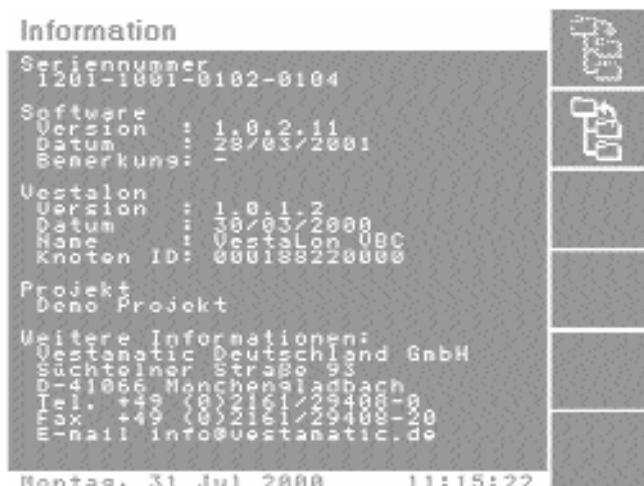 Information
Seriennummer
1201-1001-0102-0104
Software
Version : 1.0.2.11
Datum : 28/03/2001
Bemerkung: -
Vestalon
Version : 1.0.1.2
Datum : 30/03/2000
Name : VestaLon VBC
Knoten ID: 000188220000
Projekt
Demo Projekt
Weitere Informationen:
Vestamatic Deutschland GmbH
Süchtelner Straße 93
D-41066 Mönchengladbach
Tel. +49 (0)2161/29408-0
Fax +49 (0)2161/29408-20
E-mail info@vestamatic.de
Montag, 31 Jul 2000 11:15:22